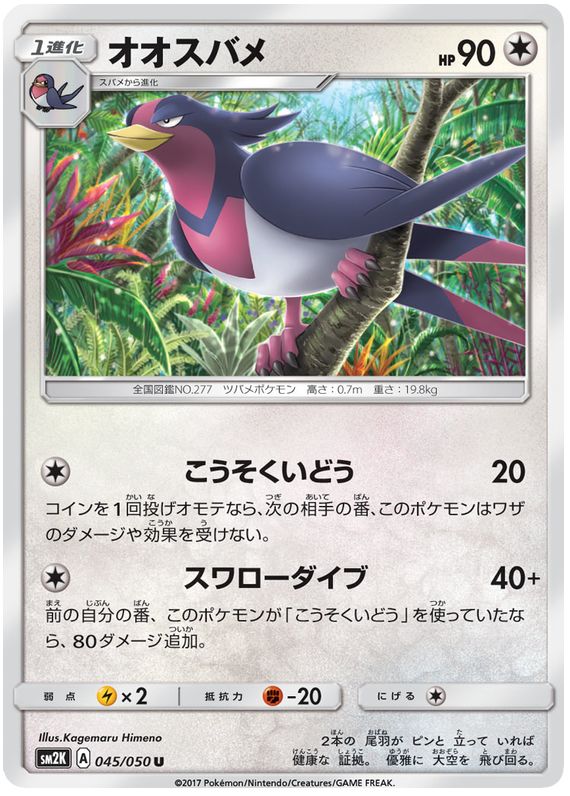 1進化 オオスバメ HP 90
スバメから進化
全国図鑑NO.277 ツバメポケモン 高さ：0.7m 重さ：19.8kg
こうそくいどう 20
コインを1回投げオモテなら、次の相手の番、このポケモンはワザ
のダメージや効果を受けない。
スワローダイブ 40+
前の自分の番、このポケモンが「こうそくいどう」を使っていたな
ら、80ダメージ追加。
弱点 ×2 抵抗力 -20 にげる
Illus.Kagemaru Himeno
SM2K A 045/050 U
2本の 尾羽が ピンと 立って いれば
健康な 証拠。 優雅に 大空を 飛び回る。
©2017 Pokémon/Nintendo/Creatures/GAME FREAK.